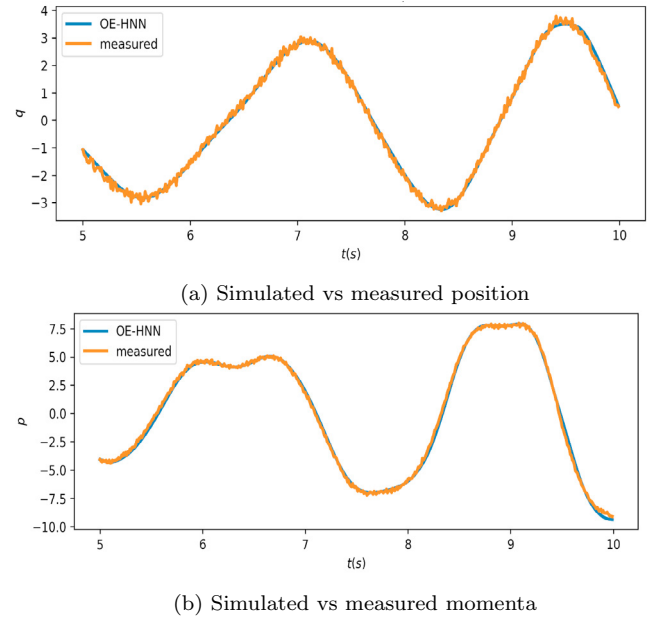 4
3
2
1
0
−1
−2
−3
q
OE-HNN
measured
5 6 7 8 9 10
t(s)
(a) Simulated vs measured position
7.5
5.0
2.5
0.0
−2.5
−5.0
−7.5
−10.0
p
OE-HNN
measured
5 6 7 8 9 10
t(s)
(b) Simulated vs measured momenta